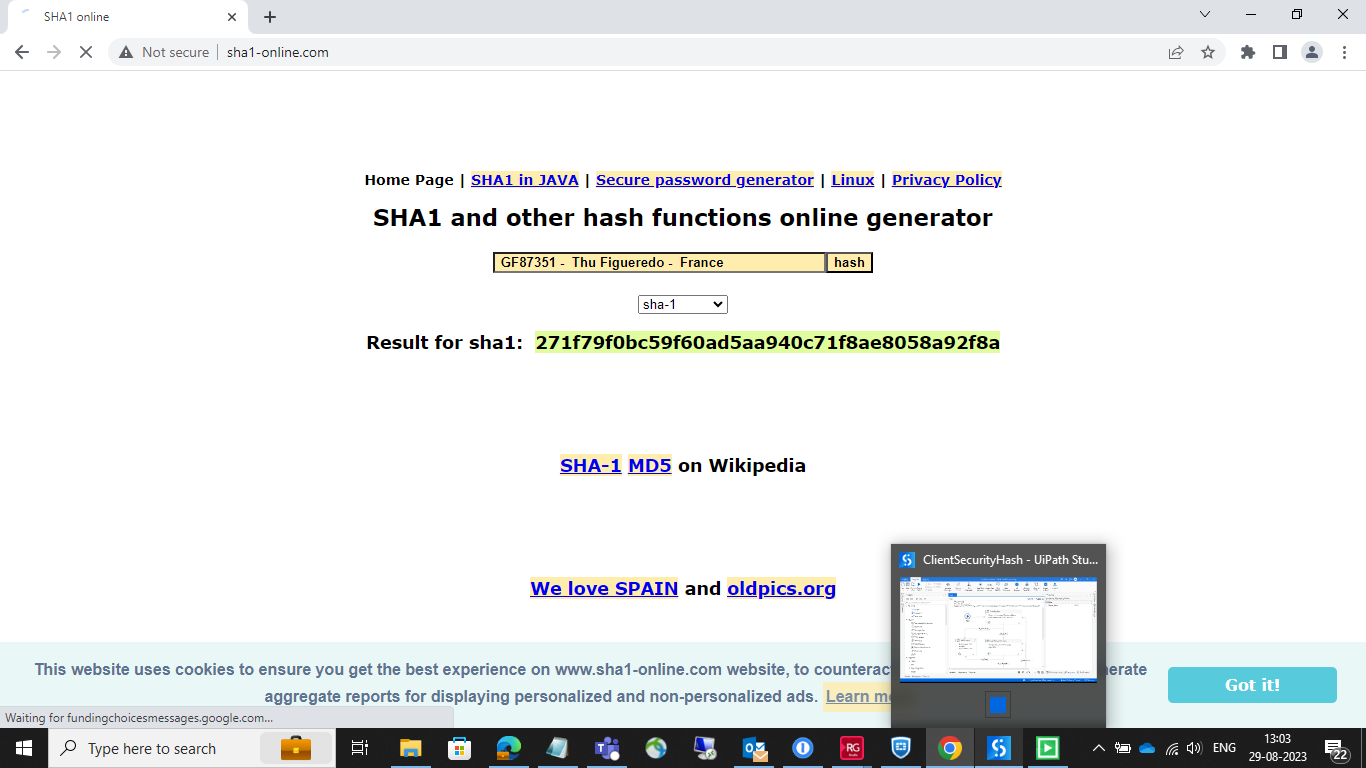 SHA1 online
Not secure
sha1-online.com
Home Page | SHA1 in JAVA | Secure password generator | Linux | Privacy Policy
SHA1 and other hash functions online generator
GF87351 -  Thu Figueredo -  France
hash
sha-1
Result for sha1: 271f79f0bc59f60ad5aa940c71f8ae8058a92f8a
SHA-1 MD5 on Wikipedia
We love SPAIN and oldpics.org
ClientSecurityHash - UiPath Stu...
This website uses cookies to ensure you get the best experience on www.sha1-online.com website, to counterac
aggregate reports for displaying personalized and non-personalized ads. Learn
Got it!
Waiting for fundingchoicesmessages.google.com...
Type here to search
RG
ENG
13:03
29-08-2023
22